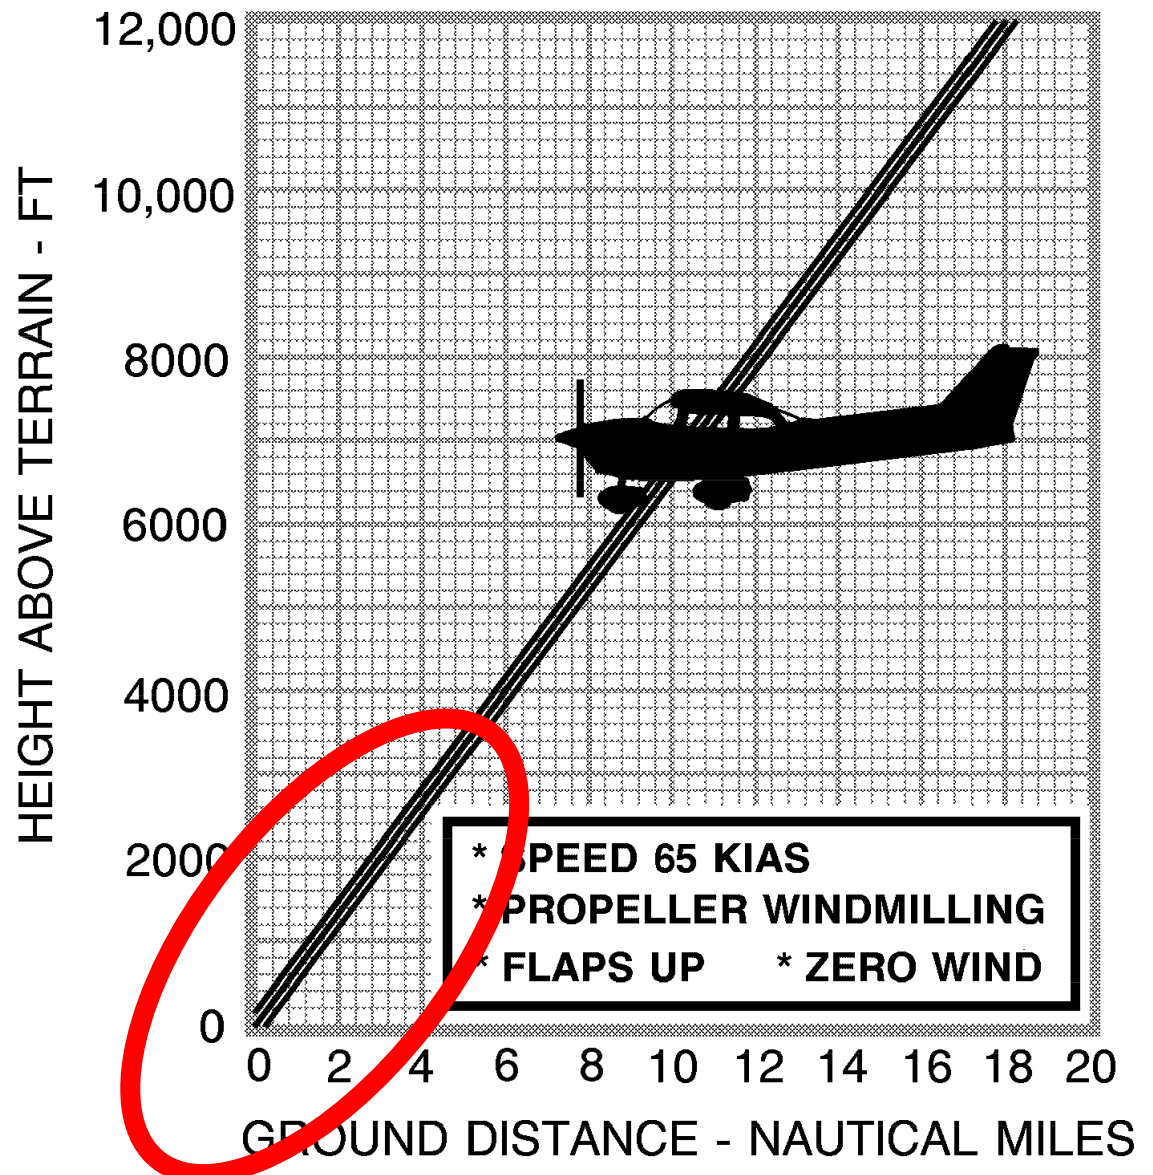 12,000
10,000
8000
6000
4000
2000
0
HEIGHT ABOVE TERRAIN - FT
* SPEED 65 KIAS
* PROPELLER WINDMILLING
* FLAPS UP * ZERO WIND
0 2 4 6 8 10 12 14 16 18 20
GROUND DISTANCE - NAUTICAL MILES